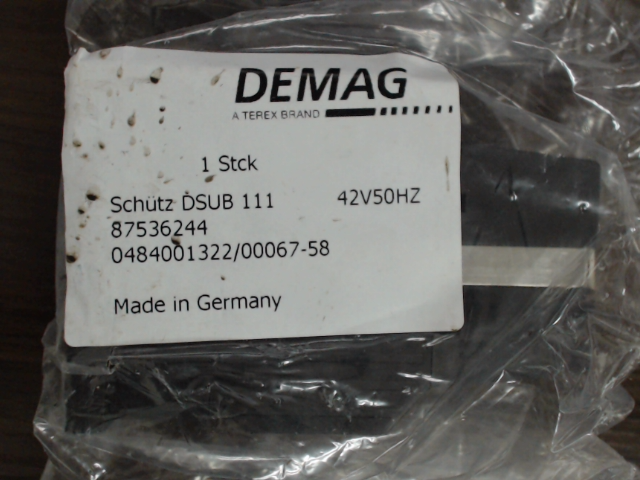 DEMAG
A TEREX BRAND
1 Stck
Schütz DSUB 111 42V50HZ
87536244
0484001322/00067-58
Made in Germany